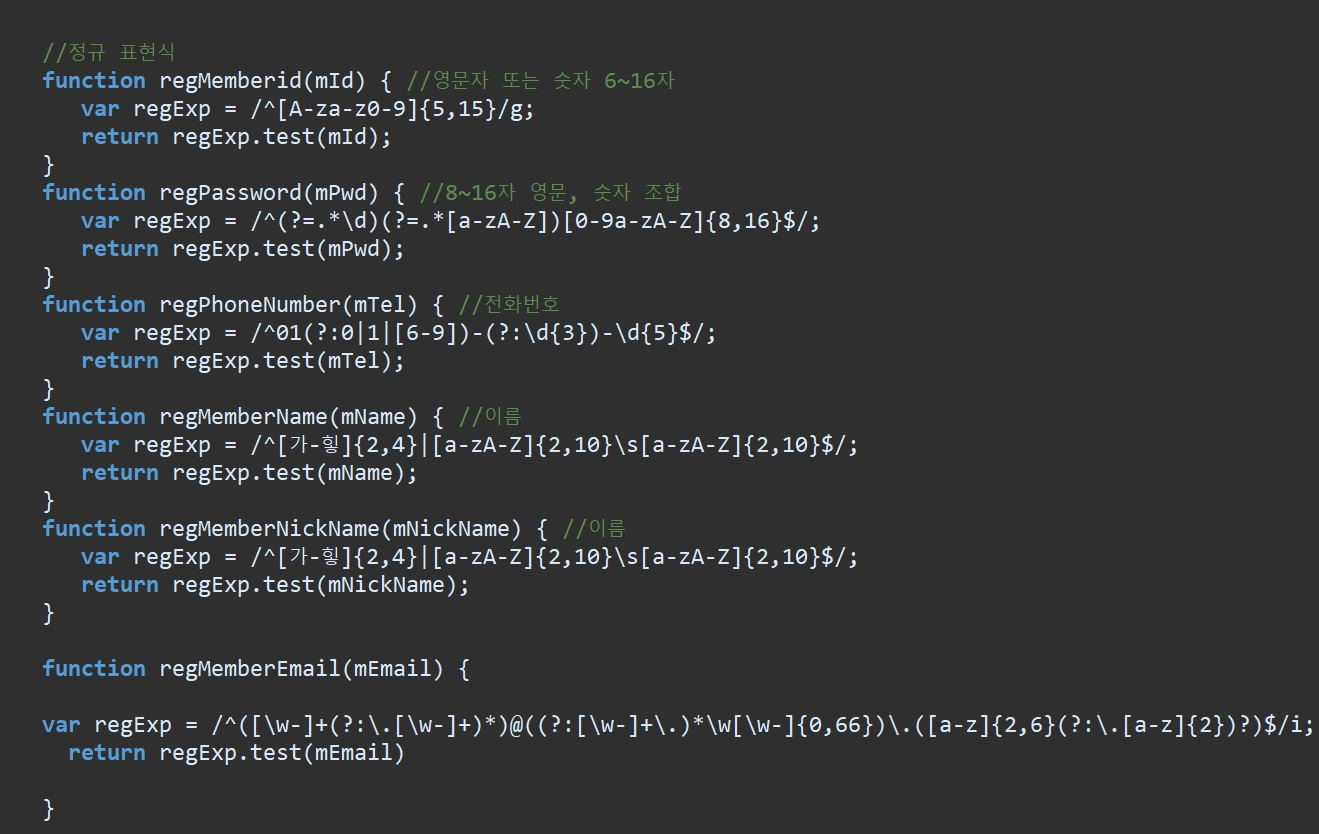 //정규 표현식
function regMemberid(mId) { //영문자 또는 숫자 6~16자
var regExp = /^[A-za-z0-9]{5,15}/g;
return regExp.test(mId);
}
function regPassword(mPwd) { //8~16자 영문, 숫자 조합
var regExp = /^(?=.*\d)(?=.*[a-zA-Z])[0-9a-zA-Z]{8,16}$/;
return regExp.test(mPwd);
}
function regPhoneNumber(mTel) { //전화번호
var regExp = /^01(?:0|1|[6-9])-(?:\d{3})-\d{5}$/;
return regExp.test(mTel);
}
function regMemberName(mName) { //이름
var regExp = /^[가-힣]{2,4}|[a-zA-Z]{2,10}\s[a-zA-Z]{2,10}$/;
return regExp.test(mName);
}
function regMemberNickName(mNickName) { //이름
var regExp = /^[가-힣]{2,4}|[a-zA-Z]{2,10}\s[a-zA-Z]{2,10}$/;
return regExp.test(mNickName);
}
function regMemberEmail(mEmail) {
var regExp = /^([\w-]+(?:\.[\w-]+)*)@((?:[\w-]+\.)*\w[\w-]{0,66})\.([a-z]{2,6}(?:\.[a-z]{2})?)$/i;
return regExp.test(mEmail)
}